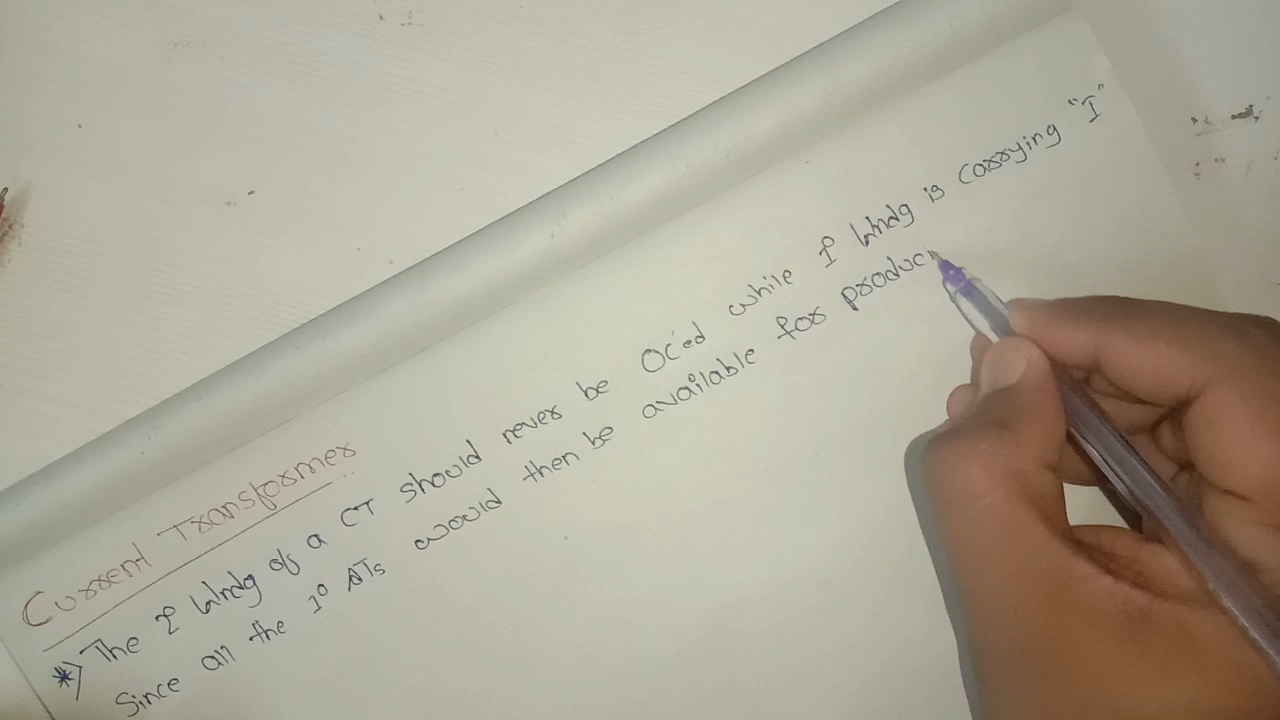 Current Transformer
*) The 2° Wndg of a CT should never be OC'ed while 1° Wndg is carrying "I"
Since all the 1° ATs would then be available for produci